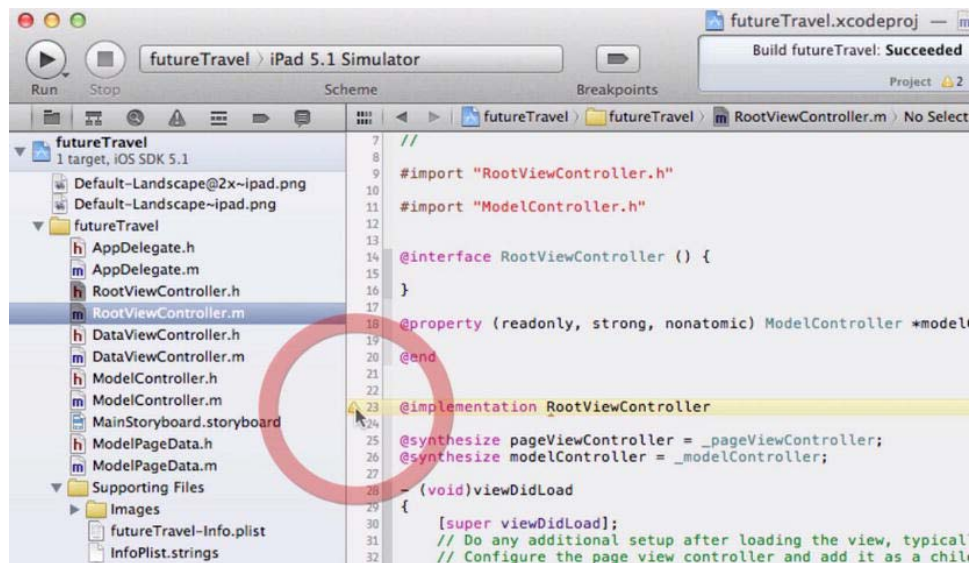 futureTravel.xcodeproj —
futureTravel 〉 iPad 5.1 Simulator
Build futureTravel: Succeeded
Project 2
Run Stop Scheme Breakpoints
futureTravel 〉 futureTravel 〉 RootViewController.m 〉 No Select
futureTravel
1 target, iOS SDK 5.1
Default-Landscape@2x~ipad.png
Default-Landscape~ipad.png
futureTravel
h AppDelegate.h
m AppDelegate.m
h RootViewController.h
m RootViewController.m
h DataViewController.h
m DataViewController.m
h ModelController.h
m ModelController.m
MainStoryboard.storyboard
h ModelPageData.h
m ModelPageData.m
Supporting Files
Images
futureTravel-Info.plist
InfoPlist.strings
7 //
8
9 #import "RootViewController.h"
10
11 #import "ModelController.h"
12
13
14 @interface RootViewController () {
15
16 }
17
18 @property (readonly, strong, nonatomic) ModelController *modelC
19
20 @end
21
22
23 @implementation RootViewController
24
25 @synthesize pageViewController = _pageViewController;
26 @synthesize modelController = _modelController;
27
28 - (void)viewDidLoad
29 {
30 [super viewDidLoad];
31 // Do any additional setup after loading the view, typical
32 // Configure the page view controller and add it as a chil